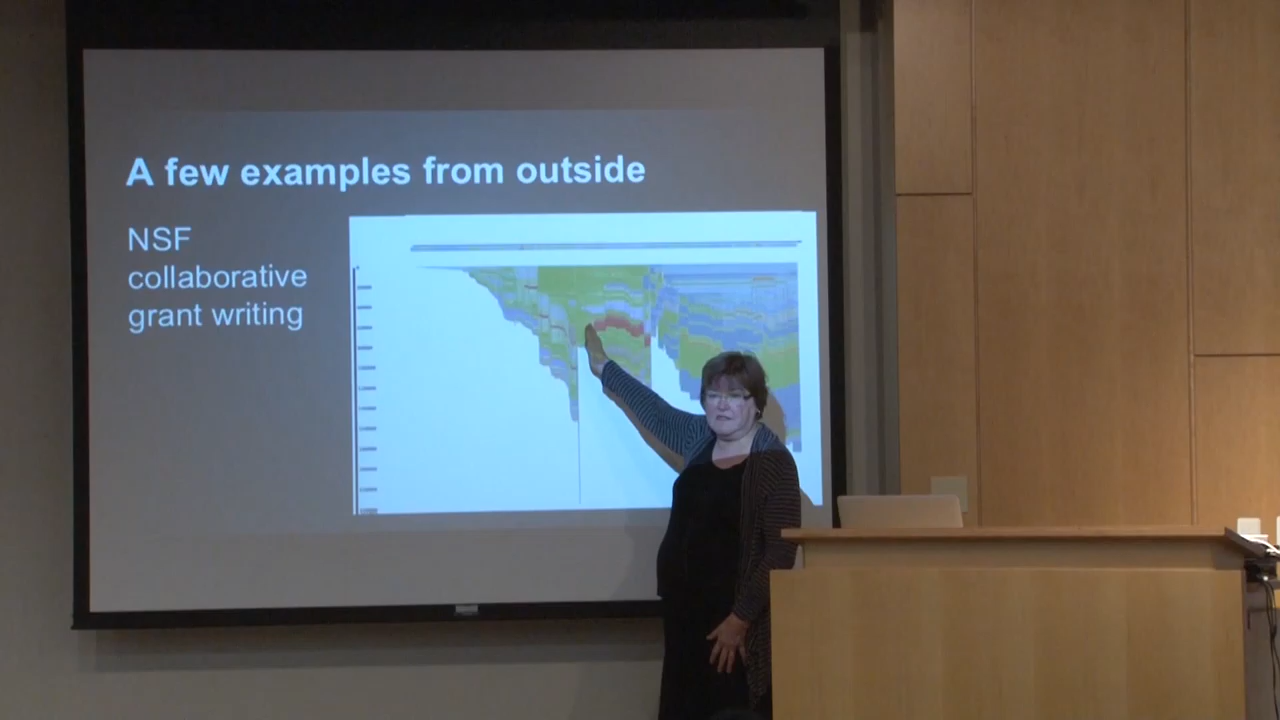 A few examples from outside
NSF
collaborative
grant writing